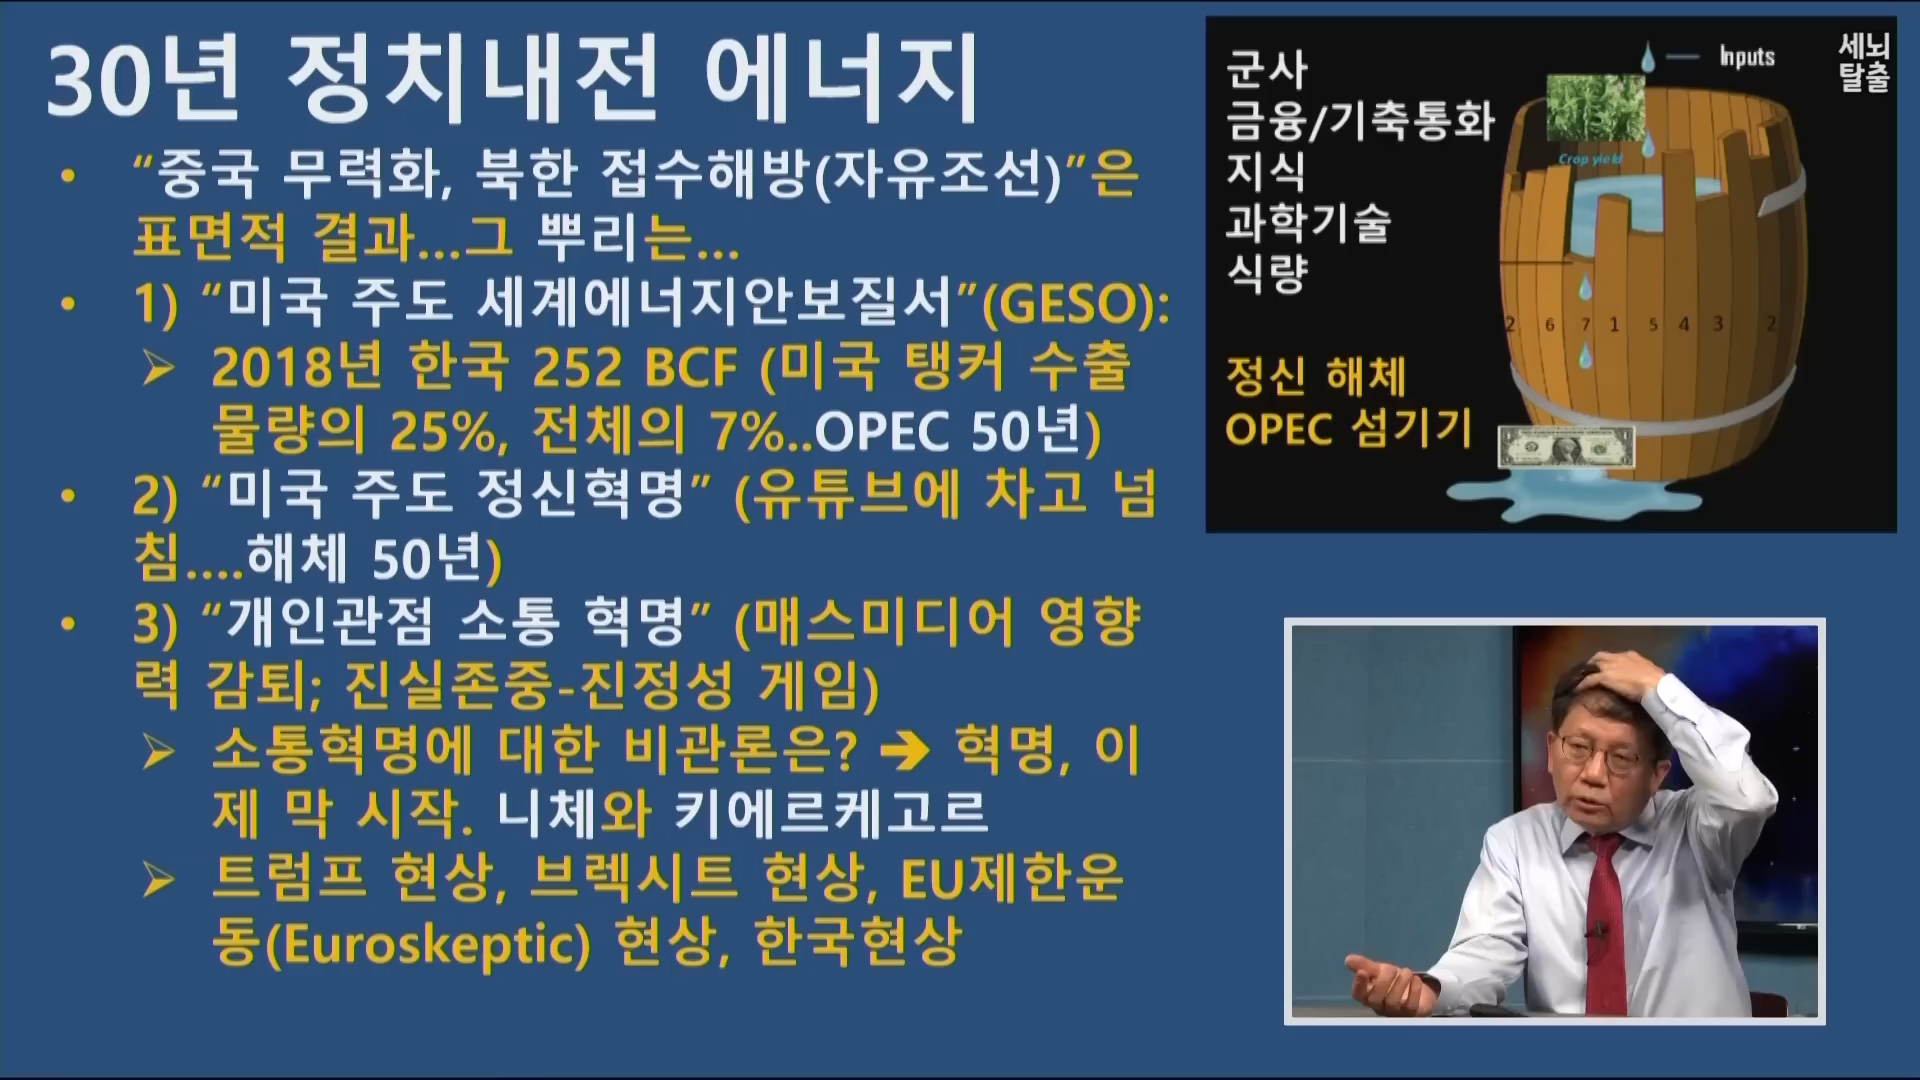 30년 정치내전 에너지
• “중국 무력화, 북한 접수해방(자유조선)”은
표면적 결과...그 뿌리는...
• 1) “미국 주도 세계에너지안보질서”(GESO):
➢ 2018년 한국 252 BCF (미국 탱커 수출
물량의 25%, 전체의 7%..OPEC 50년)
• 2) “미국 주도 정신혁명” (유튜브에 차고 넘
침....해체 50년)
• 3) “개인관점 소통 혁명” (매스미디어 영향
력 감퇴; 진실존중-진정성 게임)
➢ 소통혁명에 대한 비관론은? ➔ 혁명, 이
제 막 시작. 니체와 키에르케고르
➢ 트럼프 현상, 브렉시트 현상, EU제한운
동(Euroskeptic) 현상, 한국현상
군사
금융/기축통화
지식
과학기술
식량
정신 해체
OPEC 섬기기
Inputs
Crop yield
2 6 7 1 5 4 3 2
세뇌
탈출